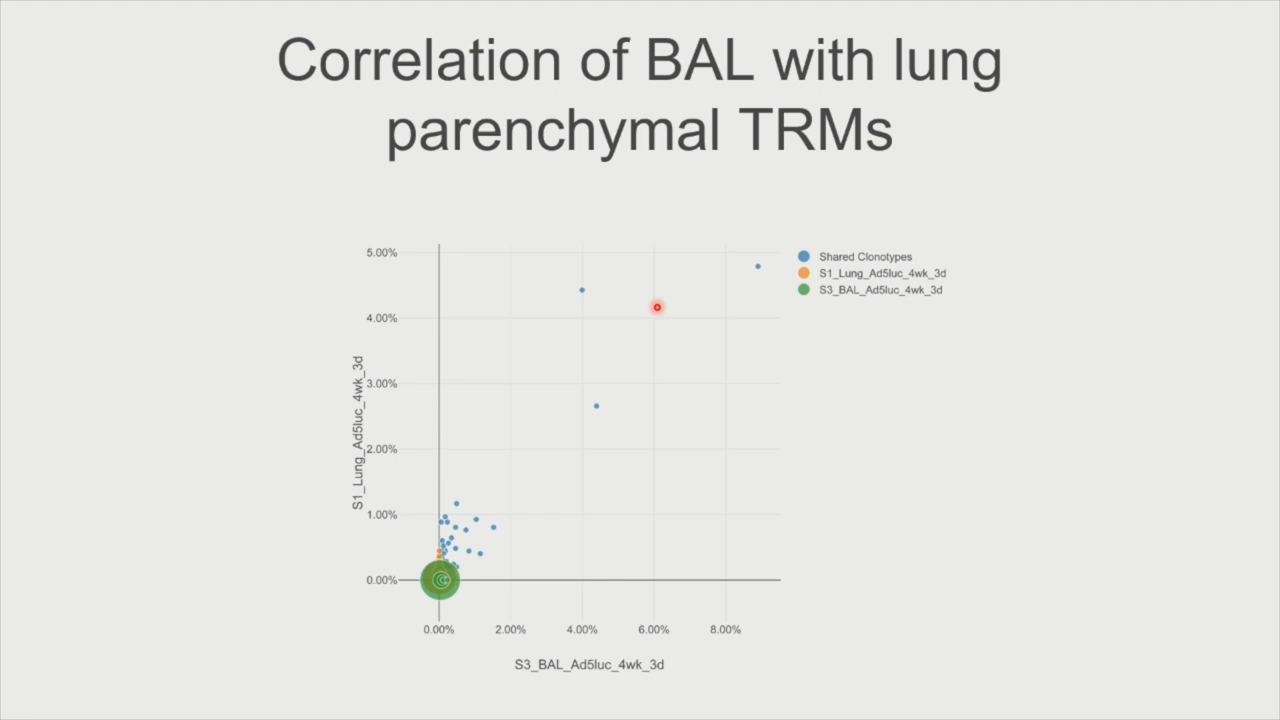 Correlation of BAL with lung
parenchymal TRMs
5.00%
4.00%
3.00%
2.00%
1.00%
0.00%
S1_Lung_Ad5luc_4wk_3d
0.00%
2.00%
4.00%
6.00%
8.00%
S3_BAL_Ad5luc_4wk_3d
Shared Clonotypes
S1_Lung_Ad5luc_4wk_3d
S3_BAL_Ad5luc_4wk_3d